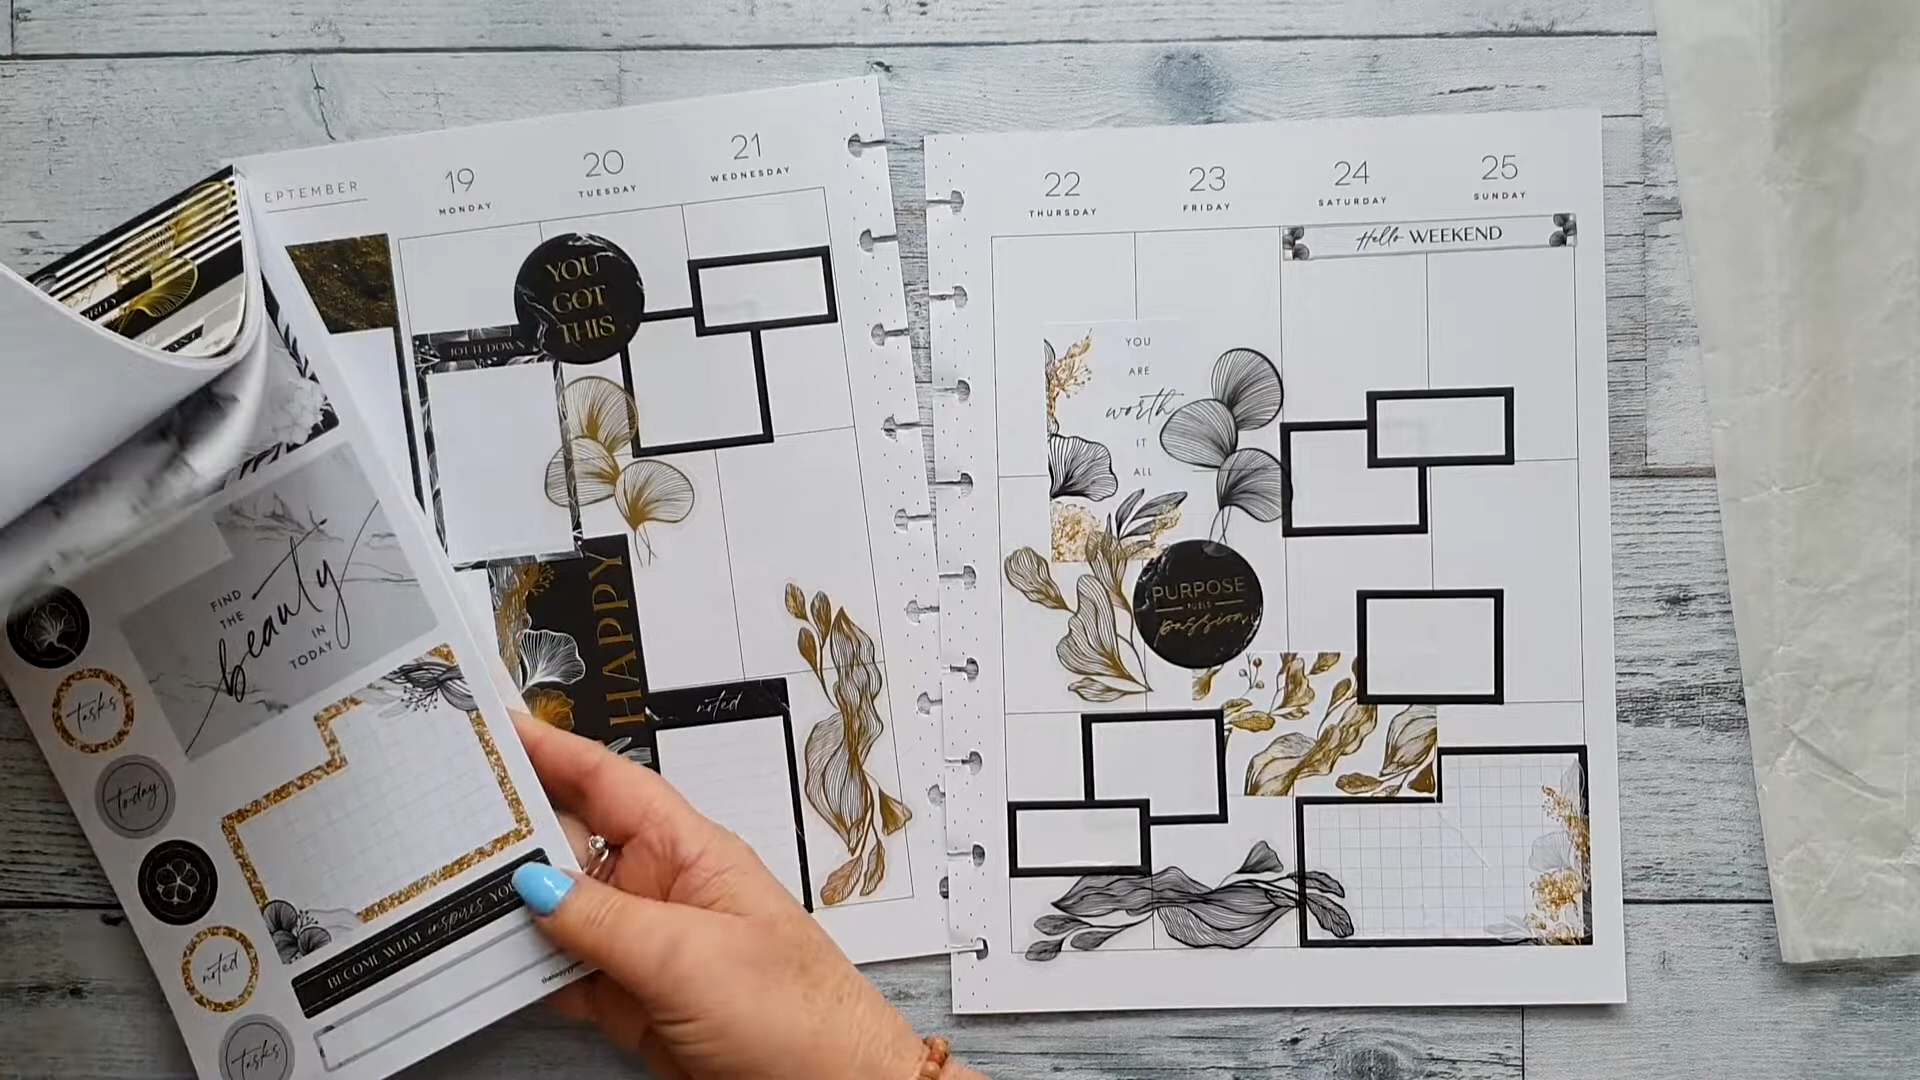 EPTEMBER
19
MONDAY
20
TUESDAY
21
WEDNESDAY
22
THURSDAY
23
FRIDAY
24
SATURDAY
25
SUNDAY
Hello WEEKEND
YOU
GOT
THIS
JOT IT DOWN
HAPPY
noted
YOU
ARE
worth
IT
ALL
PURPOSE
FUELS
passion
FIND
THE
beauty
IN
TODAY
tasks
today
noted
tasks
BECOME WHAT inspires YOU